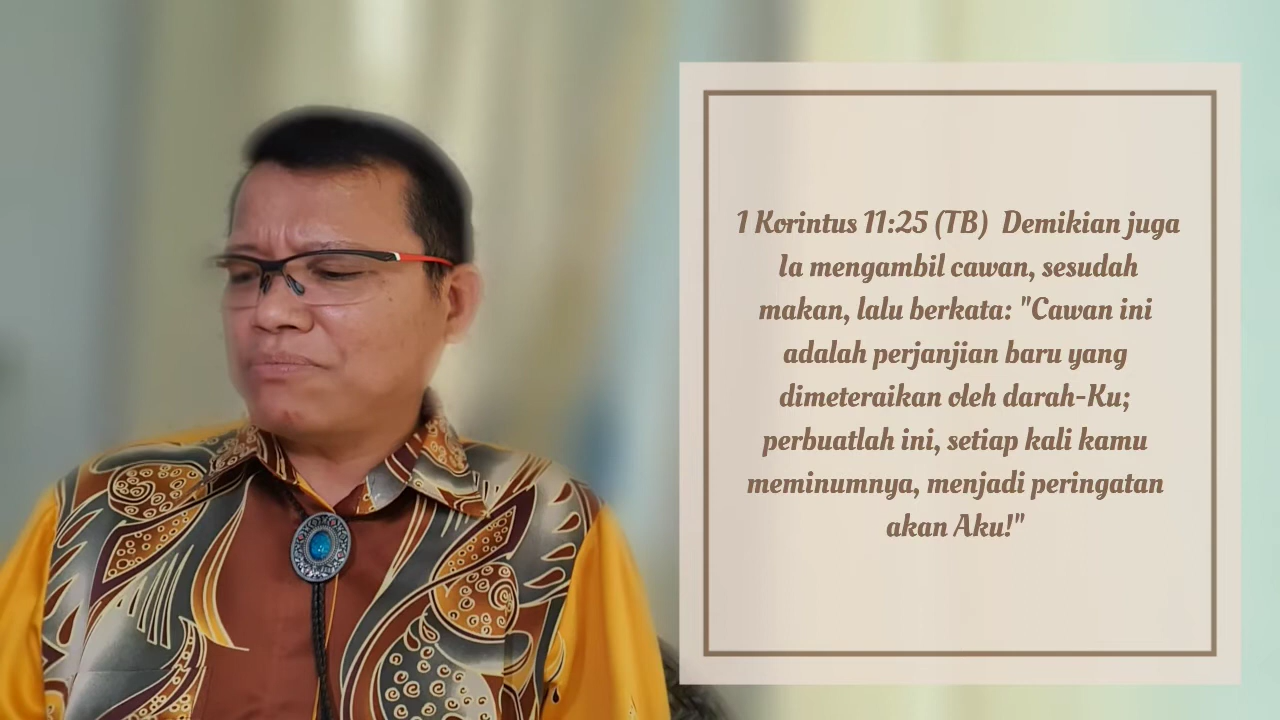 1 Korintus 11:25 (TB)  Demikian juga
Ia mengambil cawan, sesudah
makan, lalu berkata: "Cawan ini
adalah perjanjian baru yang
dimeteraikan oleh darah-Ku;
perbuatlah ini, setiap kali kamu
meminumnya, menjadi peringatan
akan Aku!"